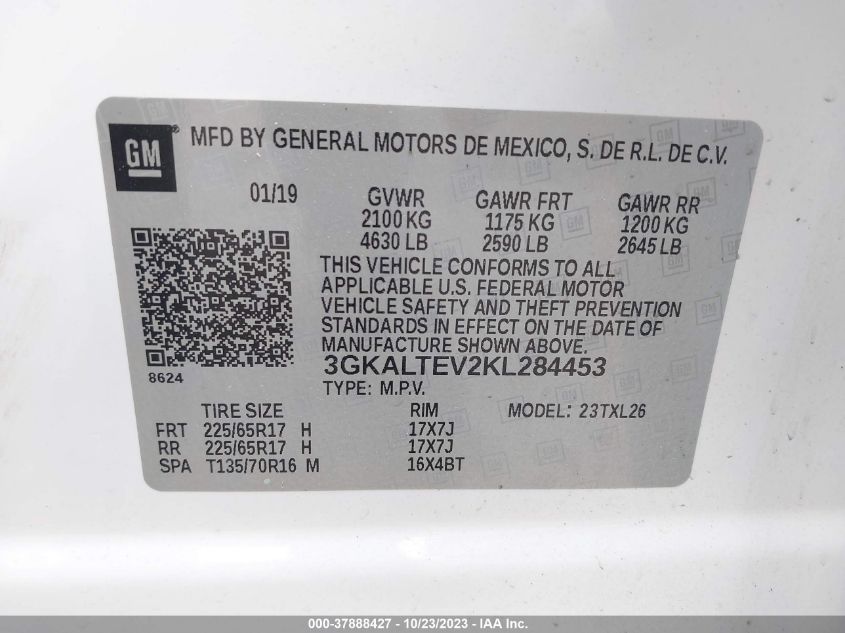 GM ® MFD BY GENERAL MOTORS DE MEXICO, S. DE R.L. DE C.V.
01/19 GVWR GAWR FRT GAWR RR
2100 KG 1175 KG 1200 KG
4630 LB 2590 LB 2645 LB
THIS VEHICLE CONFORMS TO ALL
APPLICABLE U.S. FEDERAL MOTOR
VEHICLE SAFETY AND THEFT PREVENTION
STANDARDS IN EFFECT ON THE DATE OF
MANUFACTURE SHOWN ABOVE.
3GKALTEV2KL284453
8624
TYPE: M.P.V.
TIRE SIZE RIM MODEL: 23TXL26
FRT 225/65R17 H 17X7J
RR 225/65R17 H 17X7J
SPA T135/70R16 M 16X4BT
000-37888427 - 10/23/2023 - IAA Inc.